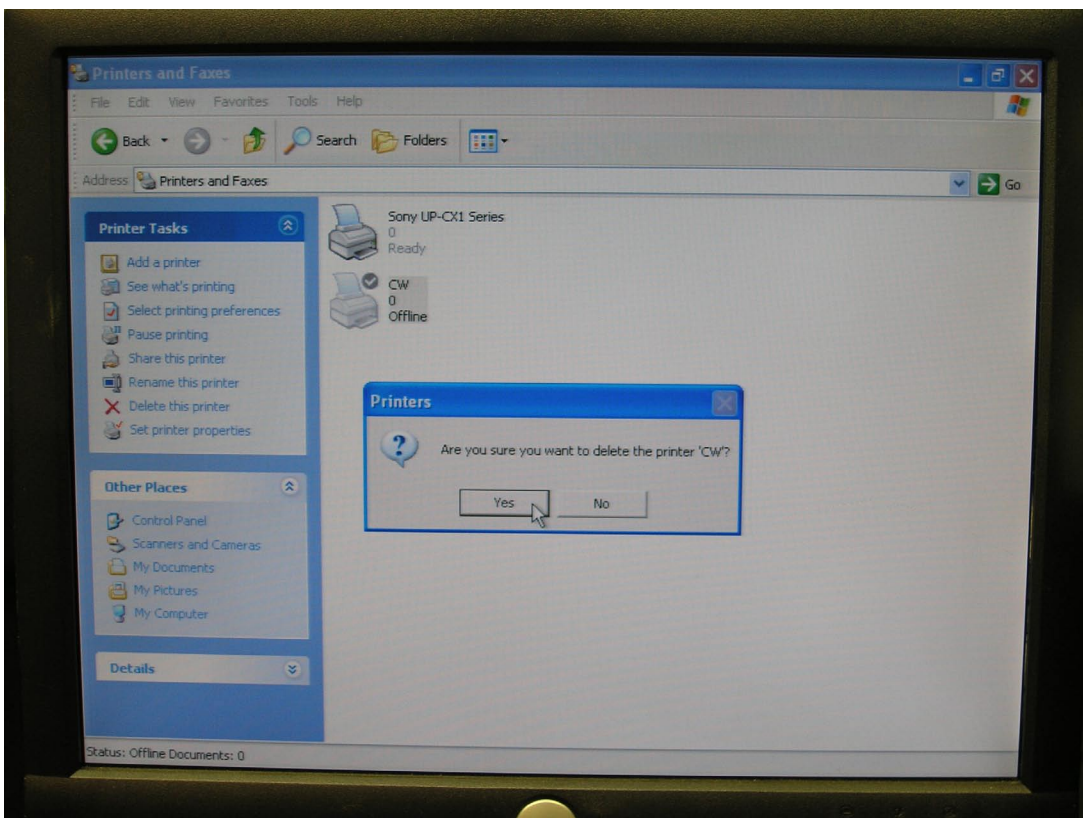 Printers and Faxes
File Edit View Favorites Tools Help
Back Search Folders
Address Printers and Faxes Go
Printer Tasks
Add a printer
See what's printing
Select printing preferences
Pause printing
Share this printer
Rename this printer
Delete this printer
Set printer properties
Other Places
Control Panel
Scanners and Cameras
My Documents
My Pictures
My Computer
Details
Sony UP-CX1 Series
0
Ready
CW
0
Offline
Printers
Are you sure you want to delete the printer 'CW'?
Yes No
Status: Offline Documents: 0